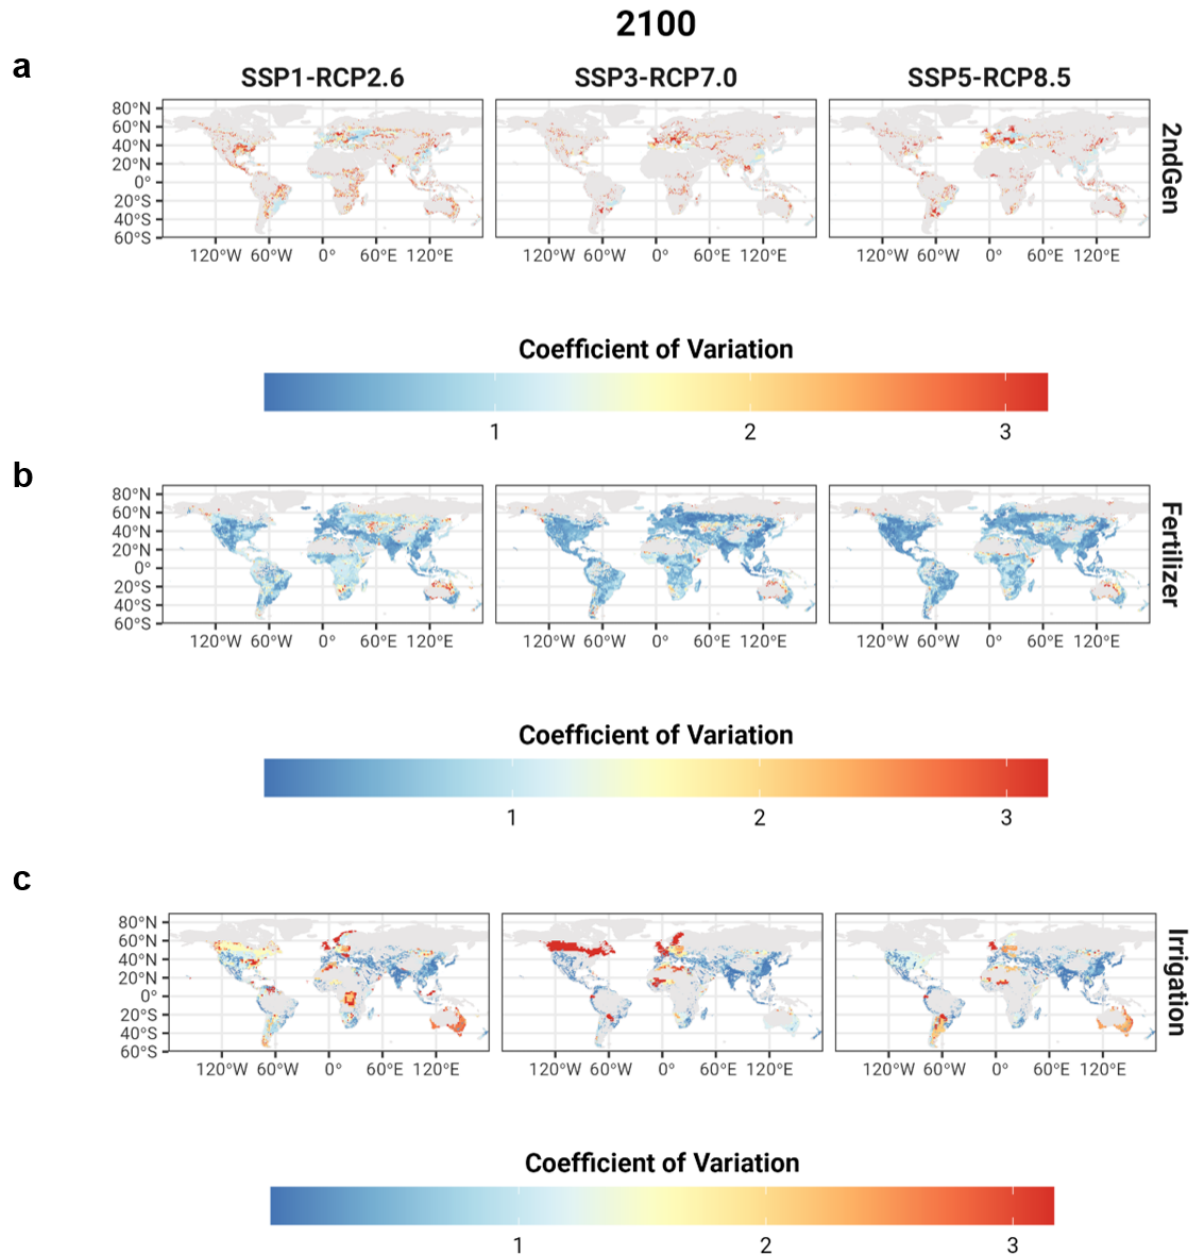 2100
a
SSP1-RCP2.6 SSP3-RCP7.0 SSP5-RCP8.5
80°N
60°N
40°N
20°N
0°
20°S
40°S
60°S
120°W 60°W 0° 60°E 120°E 120°W 60°W 0° 60°E 120°E 120°W 60°W 0° 60°E 120°E
2ndGen
Coefficient of Variation
1 2 3
b
80°N
60°N
40°N
20°N
0°
20°S
40°S
60°S
120°W 60°W 0° 60°E 120°E 120°W 60°W 0° 60°E 120°E 120°W 60°W 0° 60°E 120°E
Fertilizer
Coefficient of Variation
1 2 3
c
80°N
60°N
40°N
20°N
0°
20°S
40°S
60°S
120°W 60°W 0° 60°E 120°E 120°W 60°W 0° 60°E 120°E 120°W 60°W 0° 60°E 120°E
Irrigation
Coefficient of Variation
1 2 3